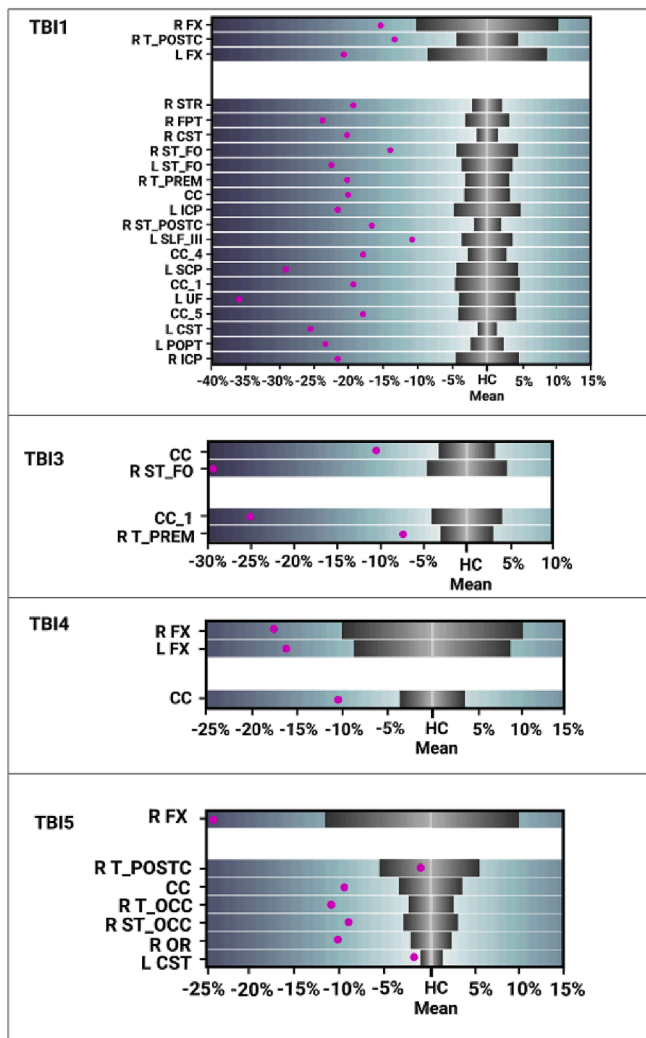 TBI1
R FX
R T_POSTC
L FX
R STR
R FPT
R CST
R ST_FO
L ST_FO
R T_PREM
CC
L ICP
R ST_POSTC
L SLF_III
CC_4
L SCP
CC_1
L UF
CC_5
L CST
L POPT
R ICP
-40% -35% -30% -25% -20% -15% -10% -5% HC 5% 10% 15%
Mean
TBI3
CC
R ST_FO
CC_1
R T_PREM
-30% -25% -20% -15% -10% -5% HC 5% 10%
Mean
TBI4
R FX
L FX
CC
-25% -20% -15% -10% -5% HC 5% 10% 15%
Mean
TBI5
R FX
R T_POSTC
CC
R T_OCC
R ST_OCC
R OR
L CST
-25% -20% -15% -10% -5% HC 5% 10% 15%
Mean